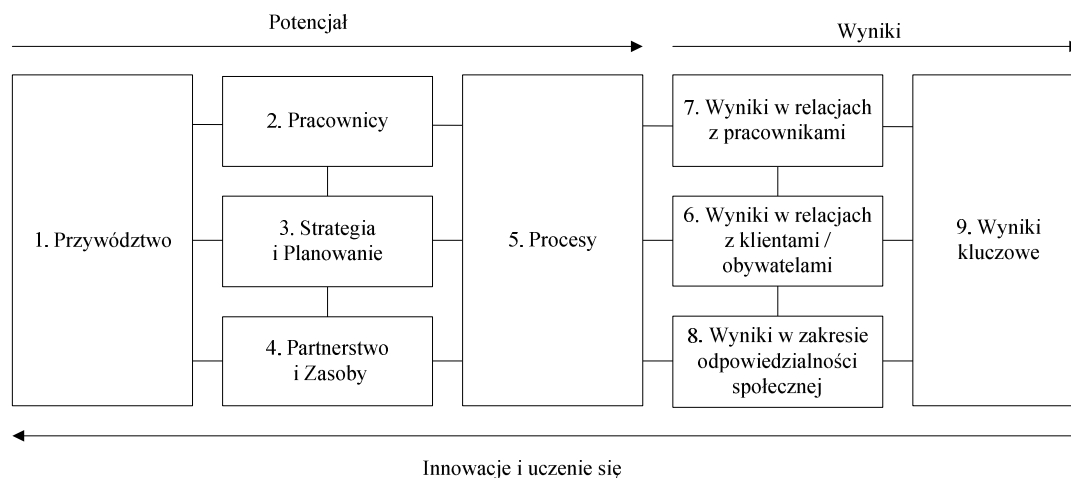 Potencjał
Wyniki
1. Przywództwo
2. Pracownicy
3. Strategia
i Planowanie
4. Partnerstwo
i Zasoby
5. Procesy
7. Wyniki w relacjach
z pracownikami
6. Wyniki w relacjach
z klientami /
obywatelami
8. Wyniki w zakresie
odpowiedzialności
społecznej
9. Wyniki
kluczowe
Innowacje i uczenie się